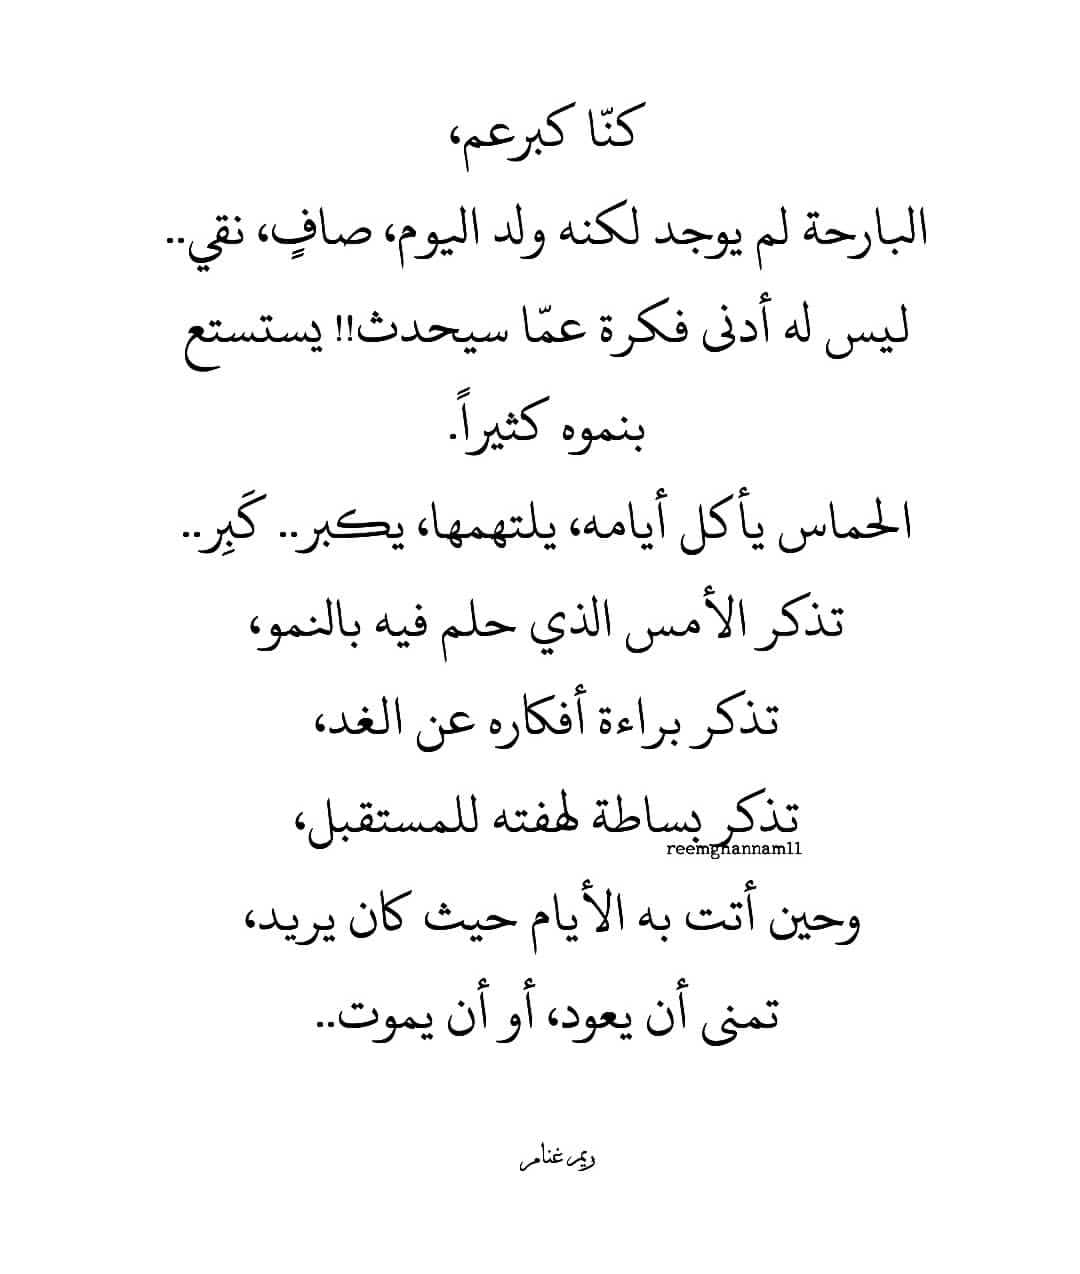 كنّا كبرعم،
البارحة لم يوجد لكنه ولد اليوم، صافٍ، نقي..
ليس له أدنى فكرة عمّا سيحدث!! يستستع
بنموه كثيراً.
الحماس يأكل أيامه، يلتهمها، يكبر.. كَبِر..
تذكر الأمس الذي حلم فيه بالنمو،
تذكر براءة أفكاره عن الغد،
تذكر بساطة لهفته للمستقبل،
reemghannam11
وحين أتت به الأيام حيث كان يريد،
تمنى أن يعود، أو أن يموت..
ريم غنام